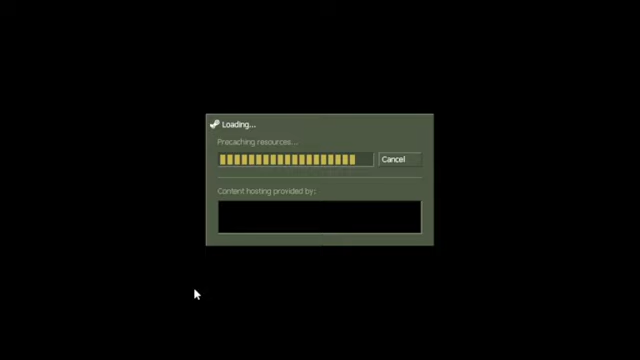 Loading...
Precaching resources...
Cancel
Content hosting provided by: